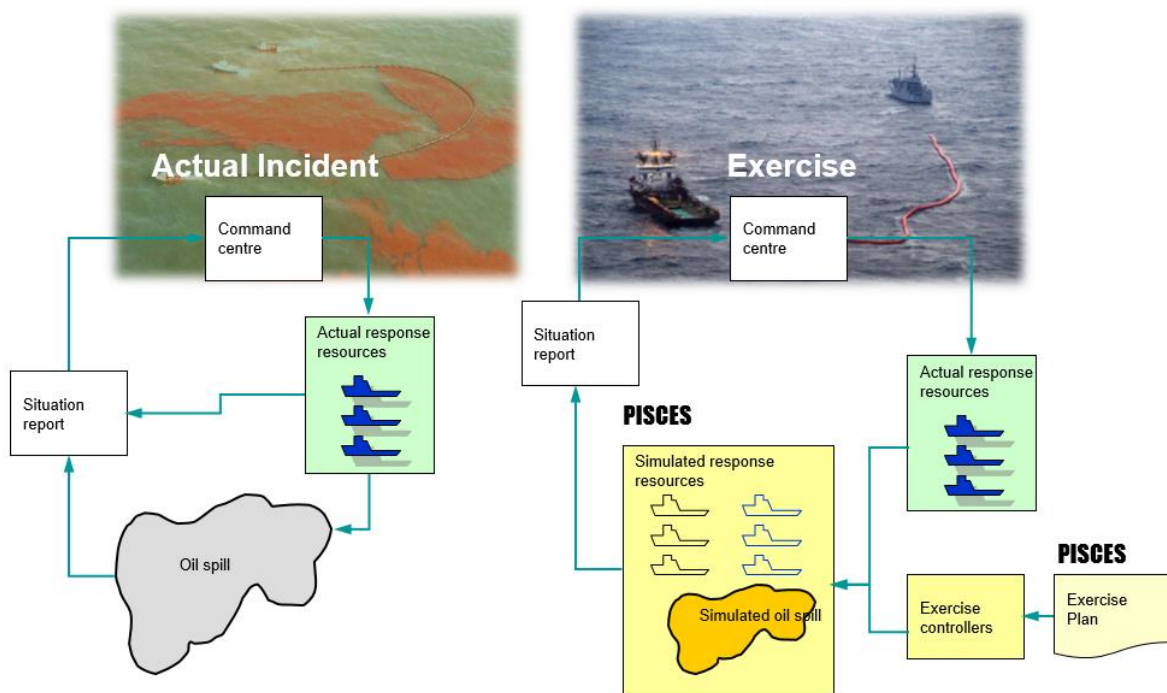 Actual Incident
Command
centre
Actual response
resources
Situation
report
Oil spill
Exercise
Command
centre
Situation
report
Actual response
resources
PISCES
Simulated response
resources
Simulated oil spill
PISCES
Exercise
controllers
Exercise
Plan